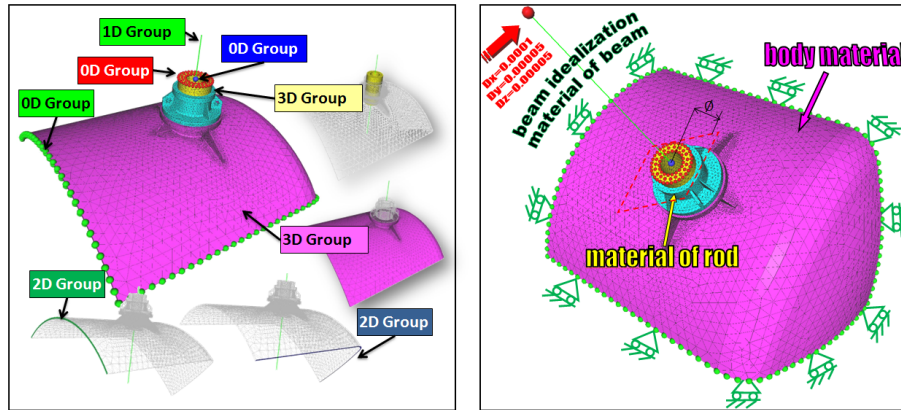 1D Group
0D Group
0D Group
3D Group
0D Group
3D Group
2D Group
2D Group
Dx=0.0001
Dy=0.00005
Dz=0.00005
beam idealization
material of beam
body material
Ø
material of rod